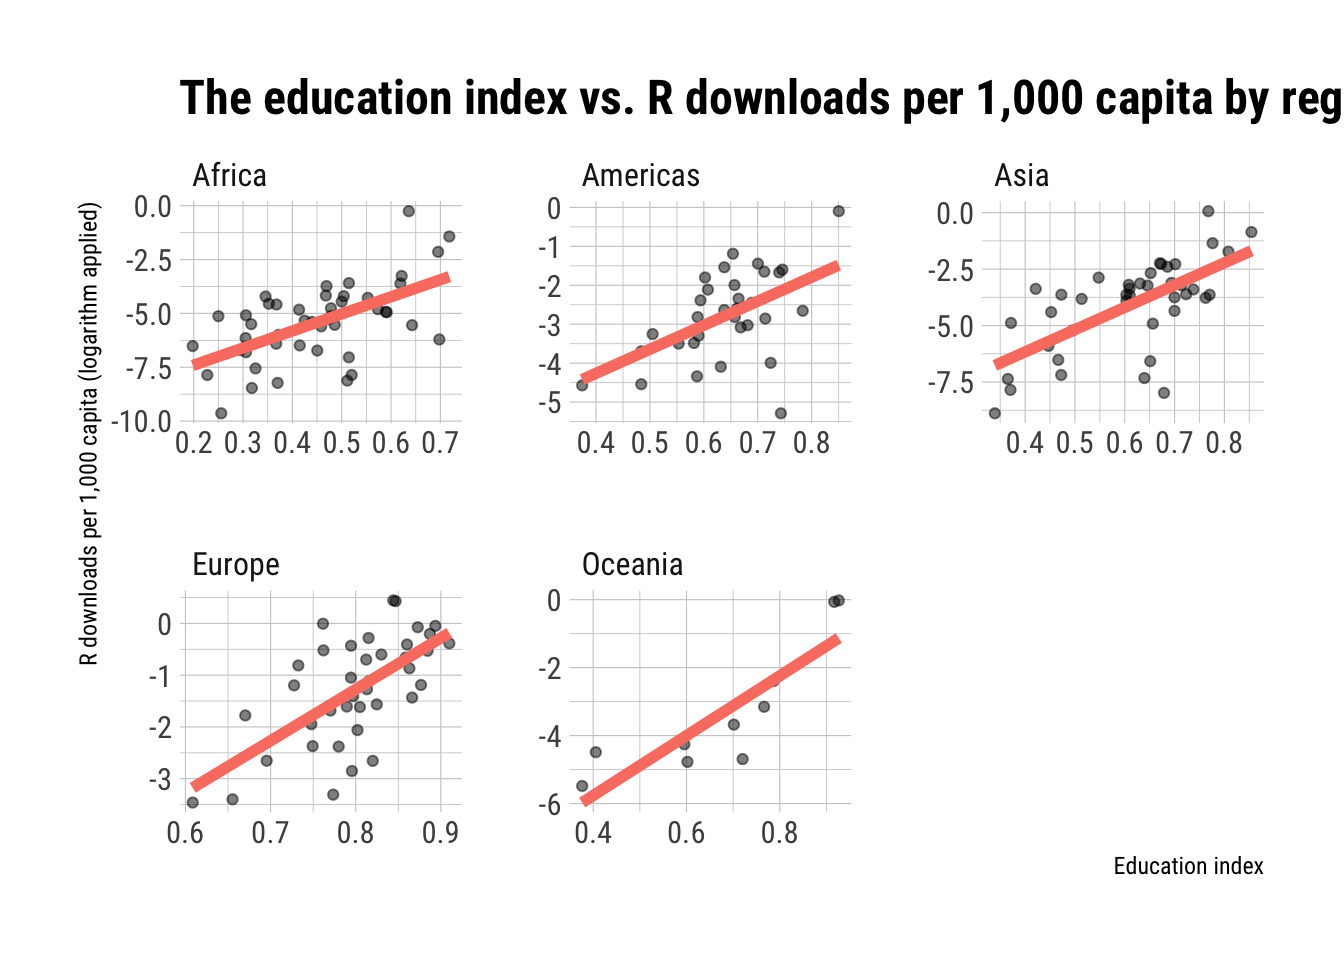 The education index vs. R downloads per 1,000 capita by reg
R downloads per 1,000 capita (logarithm applied)
Africa
0.0
-2.5
-5.0
-7.5
-10.0
0.2 0.3 0.4 0.5 0.6 0.7
Americas
0
-1
-2
-3
-4
-5
0.4 0.5 0.6 0.7 0.8
Asia
0.0
-2.5
-5.0
-7.5
0.4 0.5 0.6 0.7 0.8
Europe
0
-1
-2
-3
0.6 0.7 0.8 0.9
Oceania
0
-2
-4
-6
0.4 0.6 0.8
Education index